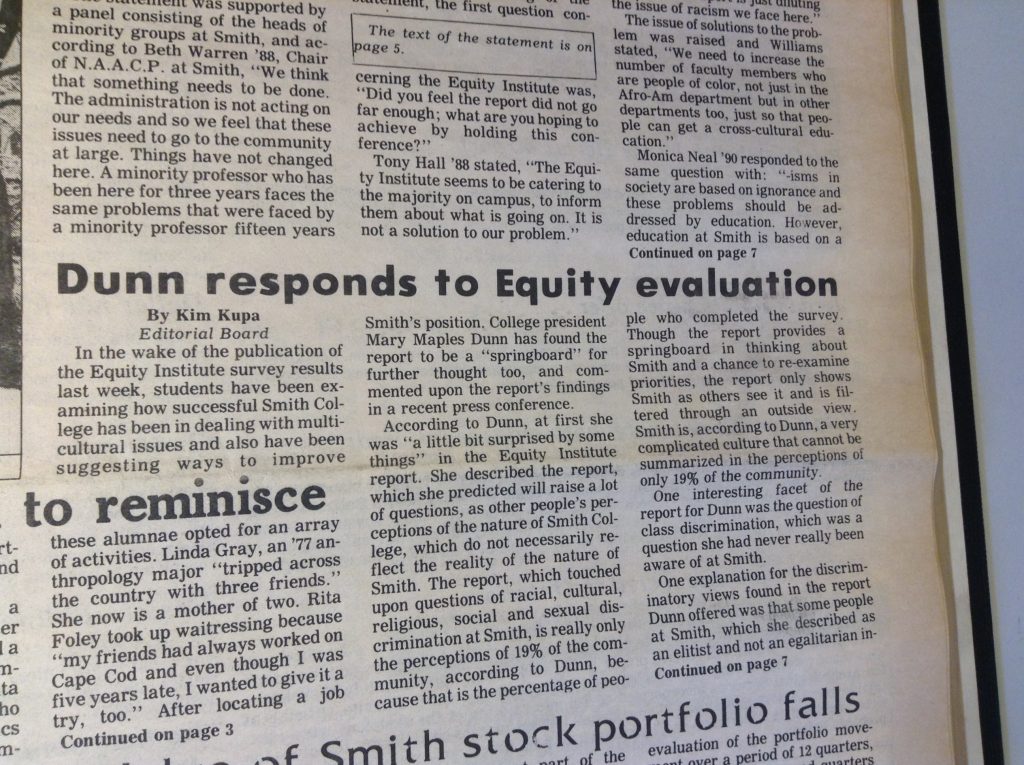 statement was supported by
a panel consisting of the heads of
minority groups at Smith, and ac-
cording to Beth Warren '88, Chair
of N.A.A.C.P. at Smith, "We think
that something needs to be done.
The administration is not acting on
our needs and so we feel that these
issues need to go to the community
at large. Things have not changed
here. A minority professor who has
been here for three years faces the
same problems that were faced by
a minority professor fifteen years
the first question con-
The text of the statement is on
page 5.
cerning the Equity Institute was,
"Did you feel the report did not go
far enough; what are you hoping to
achieve by holding this con-
ference?"
Tony Hall '88 stated, "The Equi-
ty Institute seems to be catering to
the majority on campus, to inform
them about what is going on. It is
not a solution to our problem."
is just diluting
the issue of racism we face here."
The issue of solutions to the prob-
lem was raised and Williams
stated, "We need to increase the
number of faculty members who
are people of color, not just in the
Afro-Am department but in other
departments too, just so that peo-
ple can get a cross-cultural edu-
cation."
Monica Neal '90 responded to the
same question with: "-isms in
society are based on ignorance and
these problems should be ad-
dressed by education. However,
education at Smith is based on a
Continued on page 7
Dunn responds to Equity evaluation
By Kim Kupa
Editorial Board
In the wake of the publication of
the Equity Institute survey results
last week, students have been ex-
amining how successful Smith Col-
lege has been in dealing with multi-
cultural issues and also have been
suggesting ways to improve
Smith's position. College president
Mary Maples Dunn has found the
report to be a "springboard" for
further thought too, and com-
mented upon the report's findings
in a recent press conference.
According to Dunn, at first she
was "a little bit surprised by some
things" in the Equity Institute
report. She described the report,
which she predicted will raise a lot
of questions, as other people's per-
ceptions of the nature of Smith Col-
lege, which do not necessarily re-
flect the reality of the nature of
Smith. The report, which touched
upon questions of racial, cultural,
religious, social and sexual dis-
crimination at Smith, is really only
the perceptions of 19% of the com-
munity, according to Dunn, be-
cause that is the percentage of peo-
ple who completed the survey.
Though the report provides a
springboard in thinking about
Smith and a chance to re-examine
priorities, the report only shows
Smith as others see it and is fil-
tered through an outside view.
Smith is, according to Dunn, a very
complicated culture that cannot be
summarized in the perceptions of
only 19% of the community.
One interesting facet of the
report for Dunn was the question of
class discrimination, which was a
question she had never really been
aware of at Smith.
One explanation for the discrim-
inatory views found in the report
Dunn offered was that some people
at Smith, which she described as
an elitist and not an egalitarian in-
Continued on page 7
to reminisce
these alumnae opted for an array
of activities. Linda Gray, an '77 an-
thropology major "tripped across
the country with three friends."
She now is a mother of two. Rita
Foley took up waitressing because
"my friends had always worked on
Cape Cod and even though I was
five years late, I wanted to give it a
try, too." After locating a job
Continued on page 3
of Smith stock portfolio falls
part of the
evaluation of the portfolio move-
ment over a period of 12 quarters,
quarters